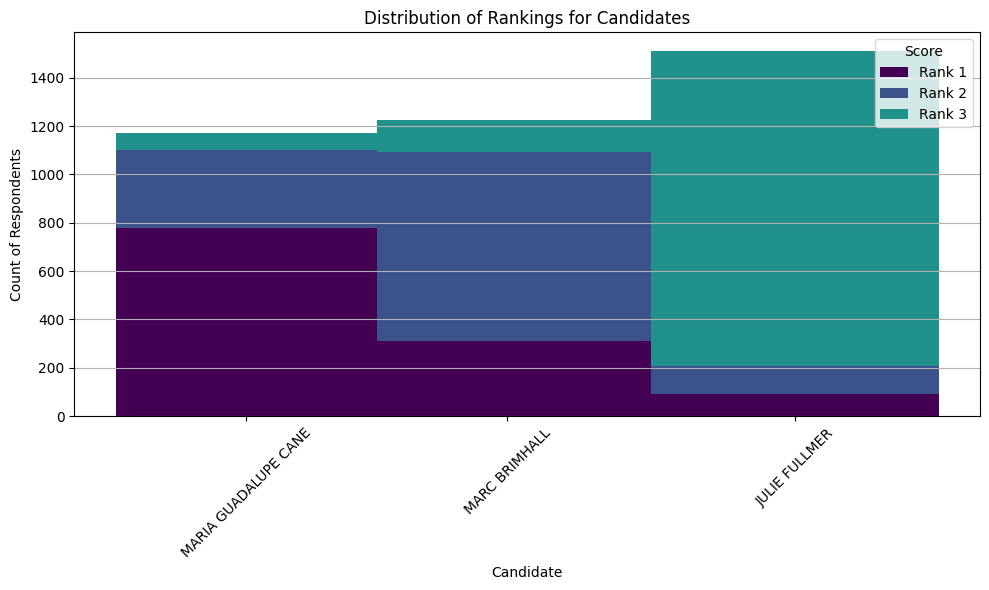 Distribution of Rankings for Candidates
Score
Rank 1
Rank 2
Rank 3
Count of Respondents
1400
1200
1000
800
600
400
200
0
MARIA GUADALUPE CANE
MARC BRIMHALL
JULIE FULLMER
Candidate